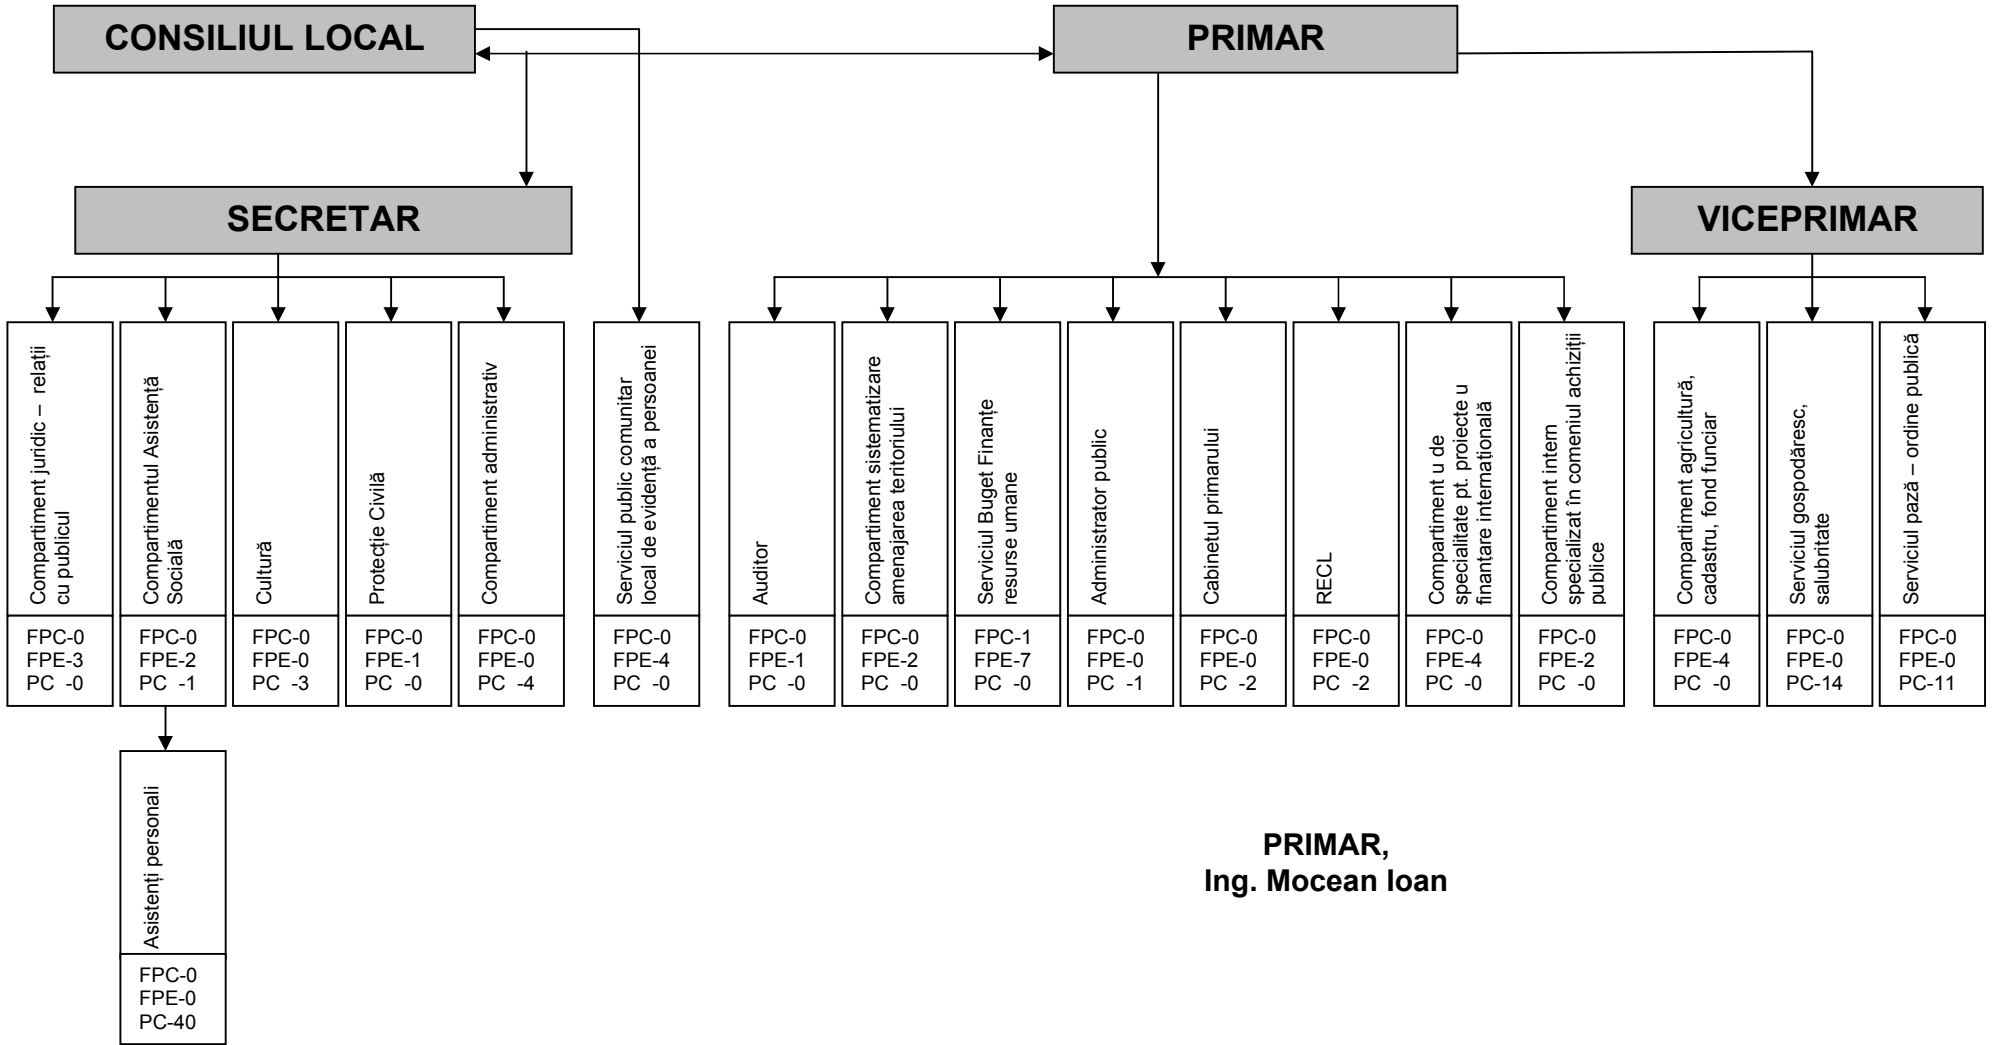 CONSILIUL LOCAL
PRIMAR
SECRETAR
VICEPRIMAR
Compartiment juridic – relații
cu publicul
FPC-0
FPE-3
PC -0
Compartimentul Asistență
Socială
FPC-0
FPE-2
PC -1
Cultură
FPC-0
FPE-0
PC -3
Protecție Civilă
FPC-0
FPE-1
PC -0
Compartiment administrativ
FPC-0
FPE-0
PC -4
Serviciul public comunitar
local de evidență a persoanei
FPC-0
FPE-4
PC -0
Auditor
FPC-0
FPE-1
PC -0
Compartiment sistematizare
amenajarea teritoriului
FPC-0
FPE-2
PC -0
Serviciul Buget Finanțe
resurse umane
FPC-1
FPE-7
PC -0
Administrator public
FPC-0
FPE-0
PC -1
Cabinetul primarului
FPC-0
FPE-0
PC -2
RECL
FPC-0
FPE-0
PC -2
Compartiment u de
specialitate pt. proiecte u
finanțare internațională
FPC-0
FPE-4
PC -0
Compartiment intern
specializat în comeniul achiziții
publice
FPC-0
FPE-2
PC -0
Compartiment agricultură,
cadastru, fond funciar
FPC-0
FPE-4
PC -0
Serviciul gospodăresc,
salubritate
FPC-0
FPE-0
PC-14
Serviciul pază – ordine publică
FPC-0
FPE-0
PC-11
Asistenți personali
FPC-0
FPE-0
PC-40
PRIMAR,
Ing. Mocean Ioan